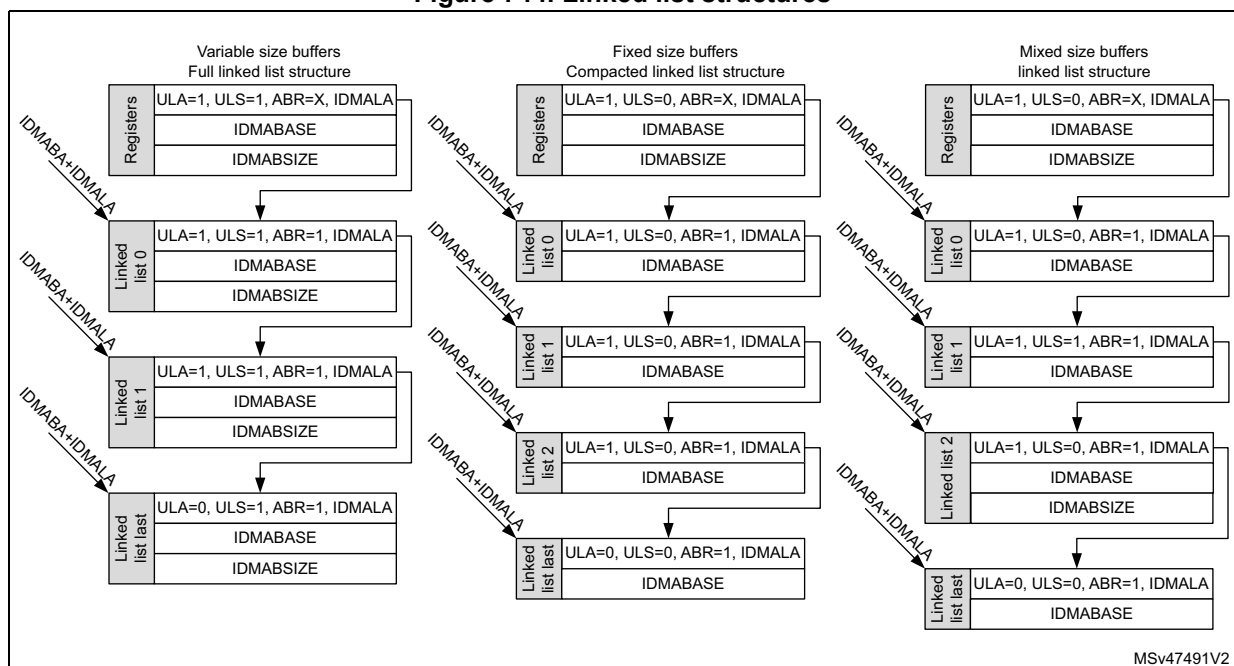 Figure Linked list structures
Variable size buffers
Full linked list structure
Registers
ULA=1, ULS=1, ABR=X, IDMALA
IDMABASE
IDMABSIZE
IDMABA+IDMALA
Linked
list 0
ULA=1, ULS=1, ABR=1, IDMALA
IDMABASE
IDMABSIZE
IDMABA+IDMALA
Linked
list 1
ULA=1, ULS=1, ABR=1, IDMALA
IDMABASE
IDMABSIZE
IDMABA+IDMALA
Linked
list last
ULA=0, ULS=1, ABR=1, IDMALA
IDMABASE
IDMABSIZE
Fixed size buffers
Compacted linked list structure
Registers
ULA=1, ULS=0, ABR=X, IDMALA
IDMABASE
IDMABSIZE
IDMABA+IDMALA
Linked
list 0
ULA=1, ULS=0, ABR=1, IDMALA
IDMABASE
IDMABA+IDMALA
Linked
list 1
ULA=1, ULS=0, ABR=1, IDMALA
IDMABASE
IDMABA+IDMALA
Linked
list 2
ULA=1, ULS=0, ABR=1, IDMALA
IDMABASE
IDMABA+IDMALA
Linked
list last
ULA=0, ULS=0, ABR=1, IDMALA
IDMABASE
Mixed size buffers
linked list structure
Registers
ULA=1, ULS=0, ABR=X, IDMALA
IDMABASE
IDMABSIZE
IDMABA+IDMALA
Linked
list 0
ULA=1, ULS=0, ABR=1, IDMALA
IDMABASE
IDMABA+IDMALA
Linked
list 1
ULA=1, ULS=1, ABR=1, IDMALA
IDMABASE
IDMABA+IDMALA
Linked list 2
ULA=1, ULS=0, ABR=1, IDMALA
IDMABASE
IDMABSIZE
IDMABA+IDMALA
Linked
list last
ULA=0, ULS=0, ABR=1, IDMALA
IDMABASE
MSv47491V2